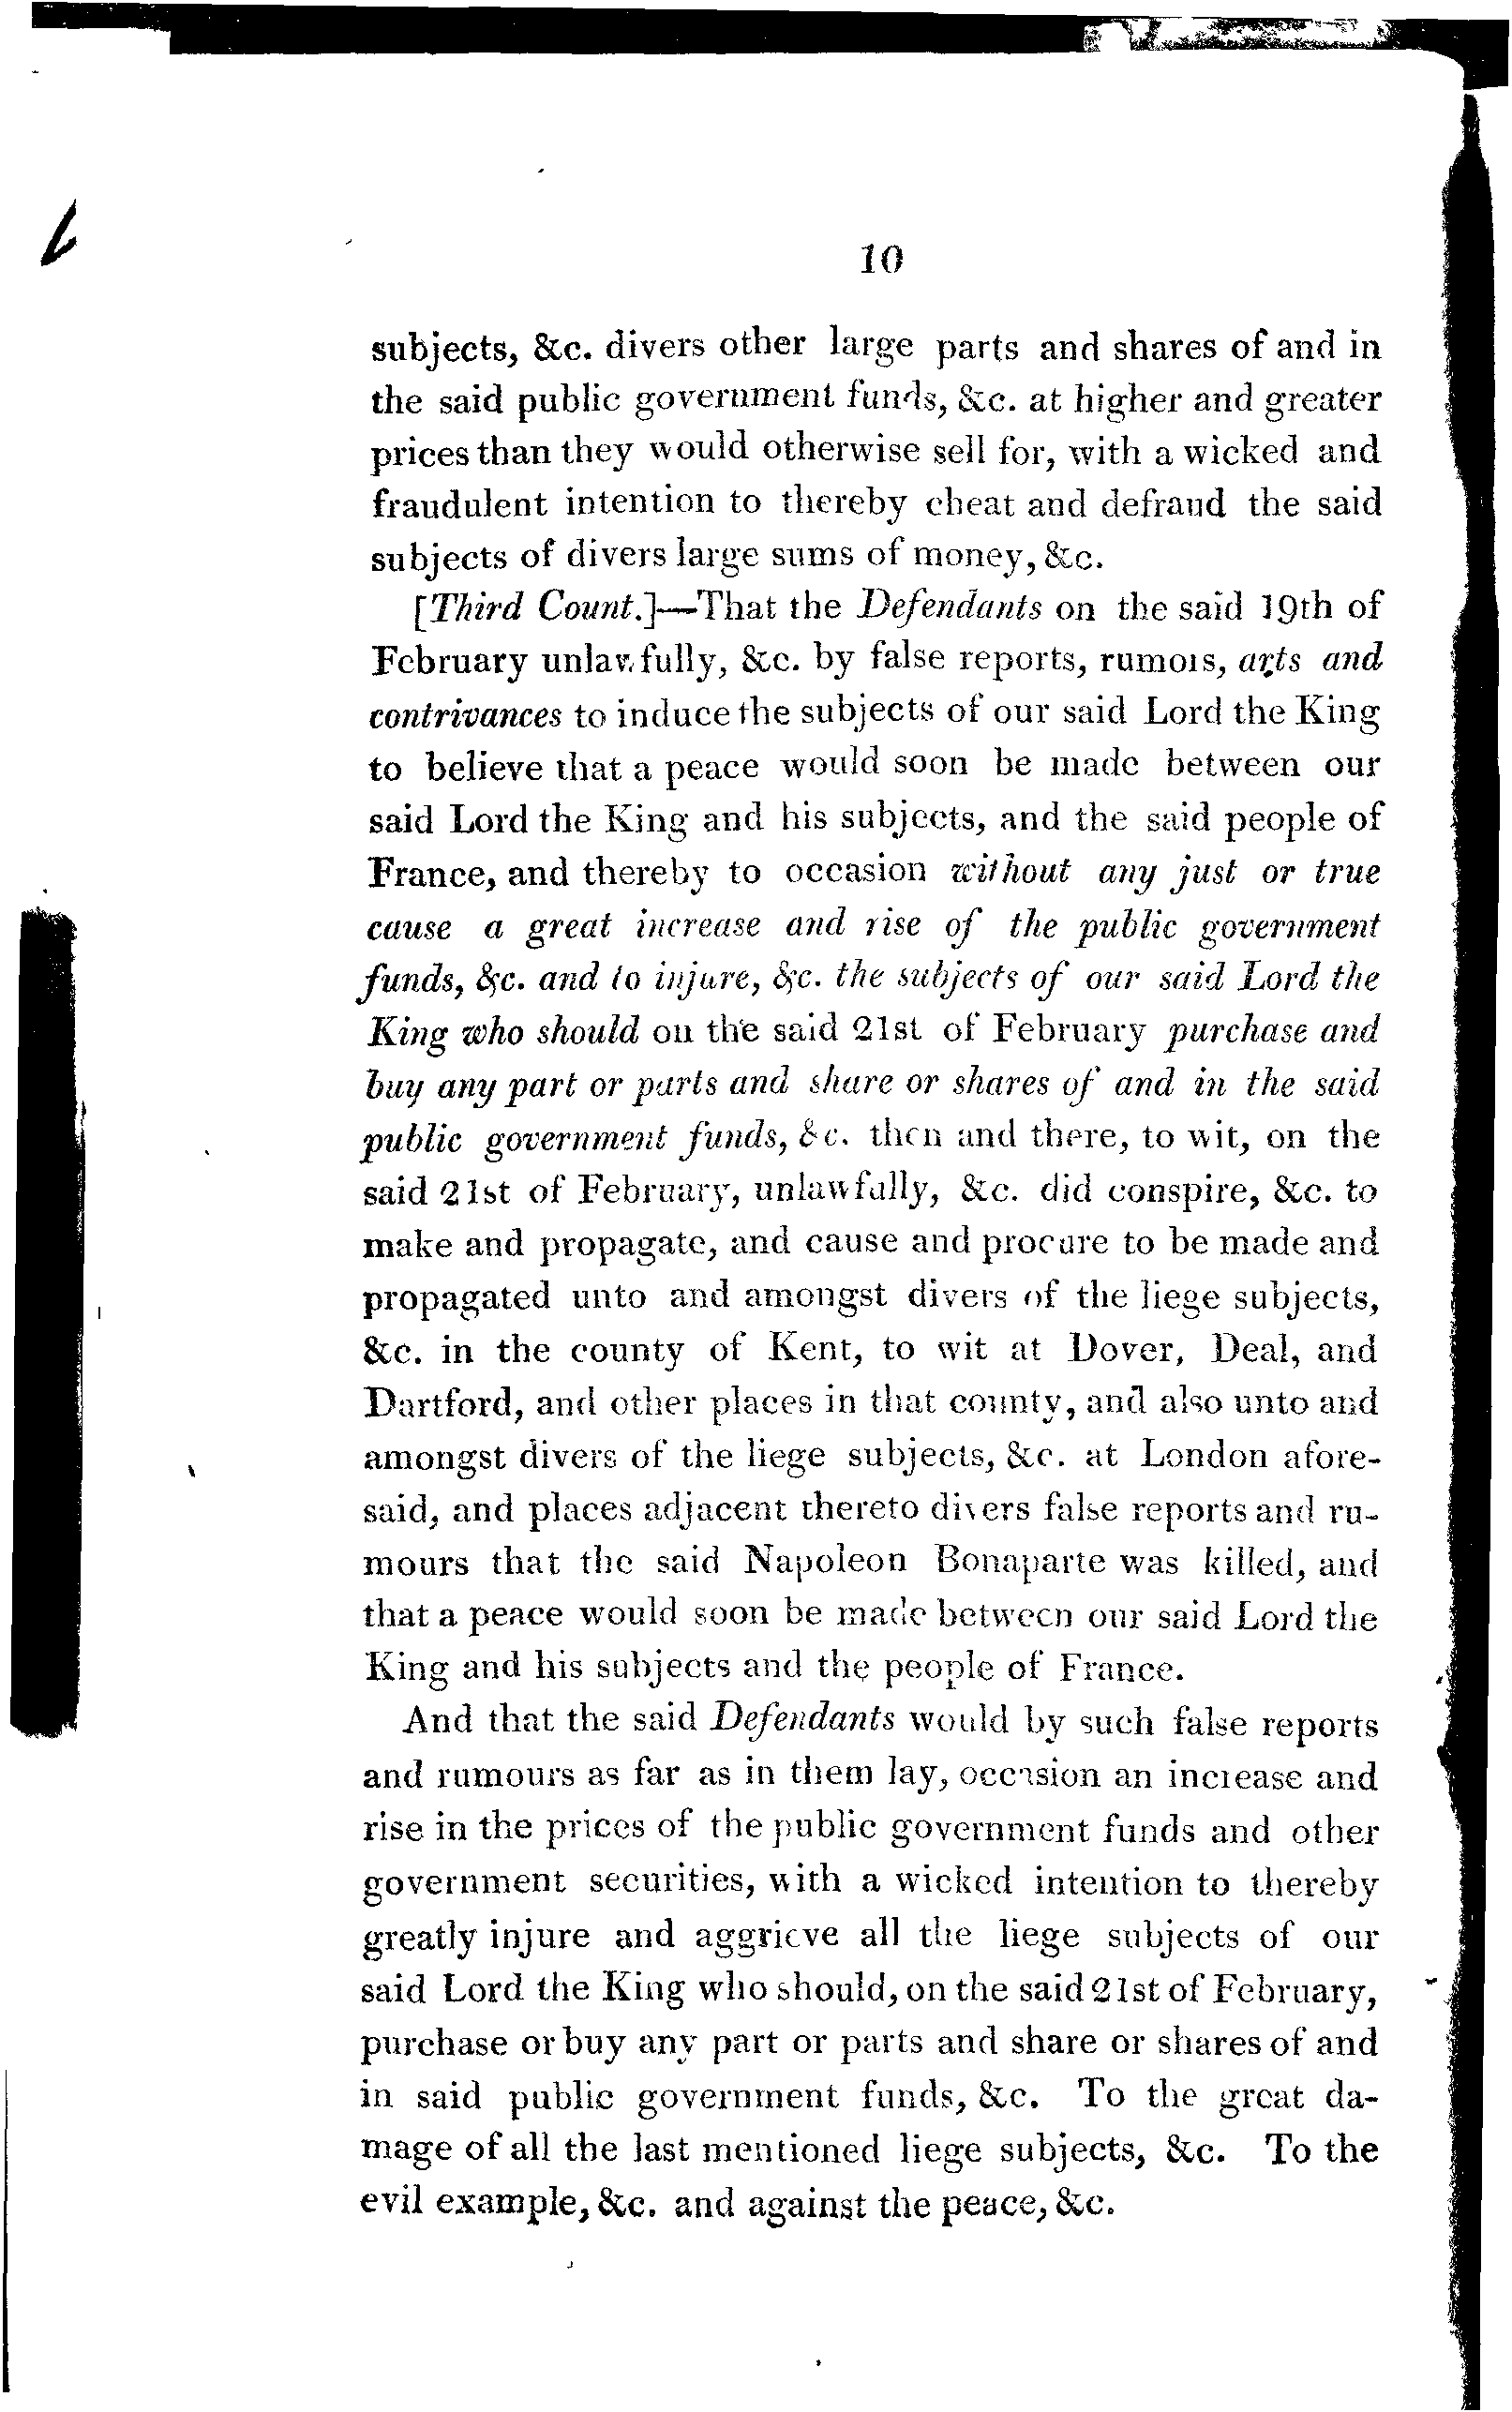 10
subjects, &c. divers other large parts and shares of and in
the said public government funds, &c. at higher and greater
prices than they would otherwise sell for, with a wicked and
fraudulent intention to thereby cheat and defraud the said
subjects of divers large sums of money, &c.
[Third Count.]—That the Defendants on the said 19th of
February unlawfully, &c. by false reports, rumors, arts and
contrivances to induce the subjects of our said Lord the King
to believe that a peace would soon be made between our
said Lord the King and his subjects, and the said people of
France, and thereby to occasion without any just or true
cause a great increase and rise of the public government
funds, &c. and to injure, &c. the subjects of our said Lord the
King who should on the said 21st of February purchase and
buy any part or parts and share or shares of and in the said
public government funds, &c. then and there, to wit, on the
said 21st of February, unlawfully, &c. did conspire, &c. to
make and propagate, and cause and procure to be made and
propagated unto and amongst divers of the liege subjects,
&c. in the county of Kent, to wit at Dover, Deal, and
Dartford, and other places in that county, and also unto and
amongst divers of the liege subjects, &c. at London afore-
said, and places adjacent thereto divers false reports and ru-
mours that the said Napoleon Bonaparte was killed, and
that a peace would soon be made between our said Lord the
King and his subjects and the people of France.
And that the said Defendants would by such false reports
and rumours as far as in them lay, occasion an increase and
rise in the prices of the public government funds and other
government securities, with a wicked intention to thereby
greatly injure and aggrieve all the liege subjects of our
said Lord the King who should, on the said 21st of February,
purchase or buy any part or parts and share or shares of and
in said public government funds, &c. To the great da-
mage of all the last mentioned liege subjects, &c. To the
evil example, &c. and against the peace, &c.